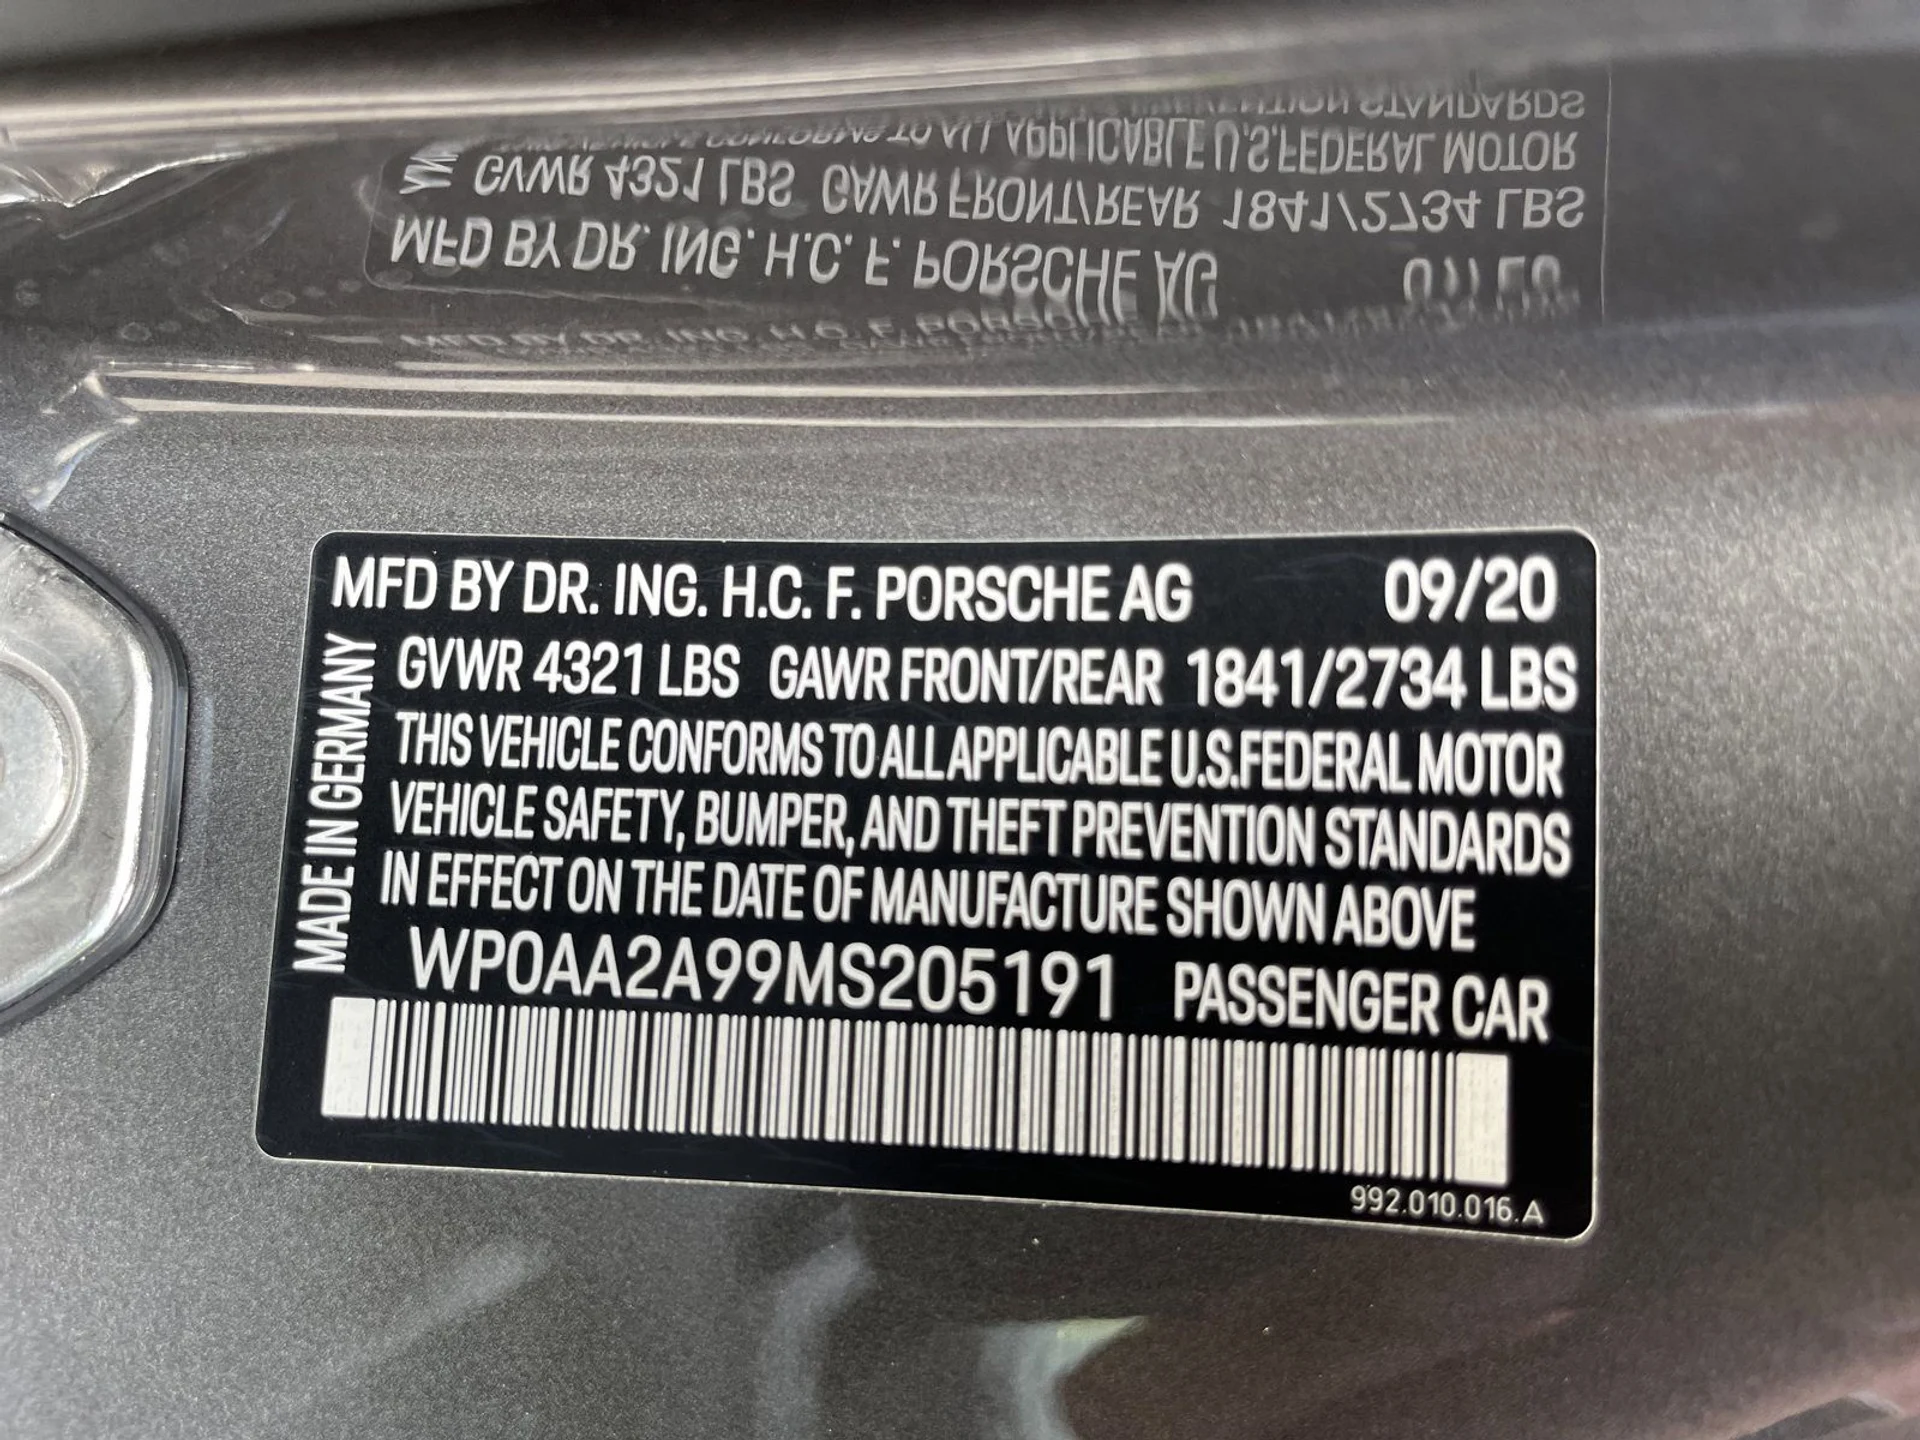 MFD BY DR. ING. H.C. F. PORSCHE AG 09/20
GVWR 4321 LBS GAWR FRONT/REAR 1841/2734 LBS
THIS VEHICLE CONFORMS TO ALL APPLICABLE U.S.FEDERAL MOTOR
VEHICLE SAFETY, BUMPER, AND THEFT PREVENTION STANDARDS
IN EFFECT ON THE DATE OF MANUFACTURE SHOWN ABOVE
WP0AA2A99MS205191 PASSENGER CAR
MADE IN GERMANY
992.010.016.A